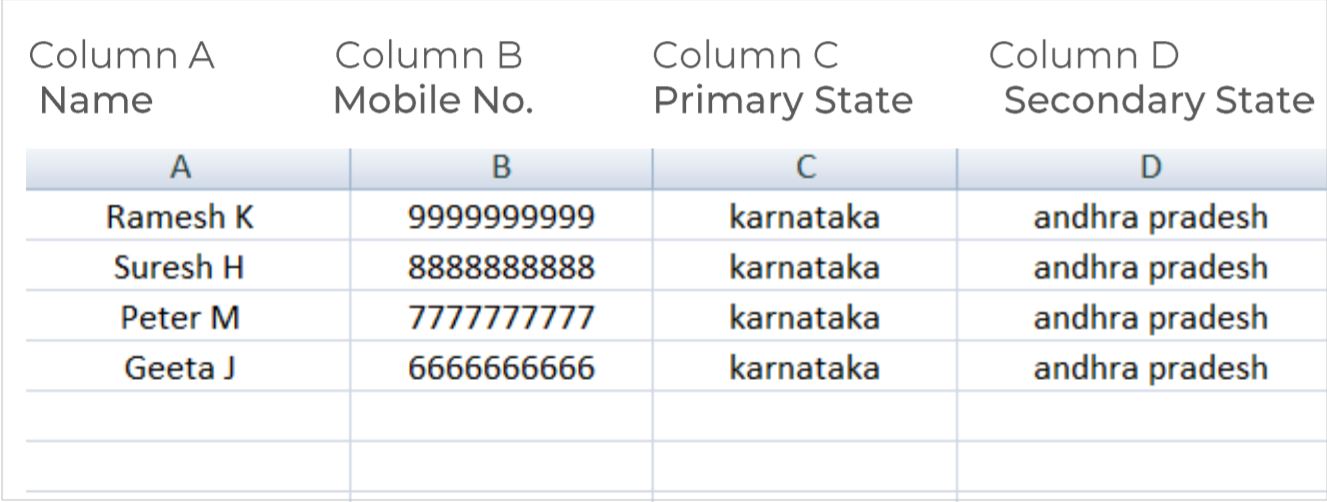 Column A Column B Column C Column D
Name Mobile No. Primary State Secondary State
A B C D
Ramesh K 9999999999 karnataka andhra pradesh
Suresh H 8888888888 karnataka andhra pradesh
Peter M 7777777777 karnataka andhra pradesh
Geeta J 6666666666 karnataka andhra pradesh